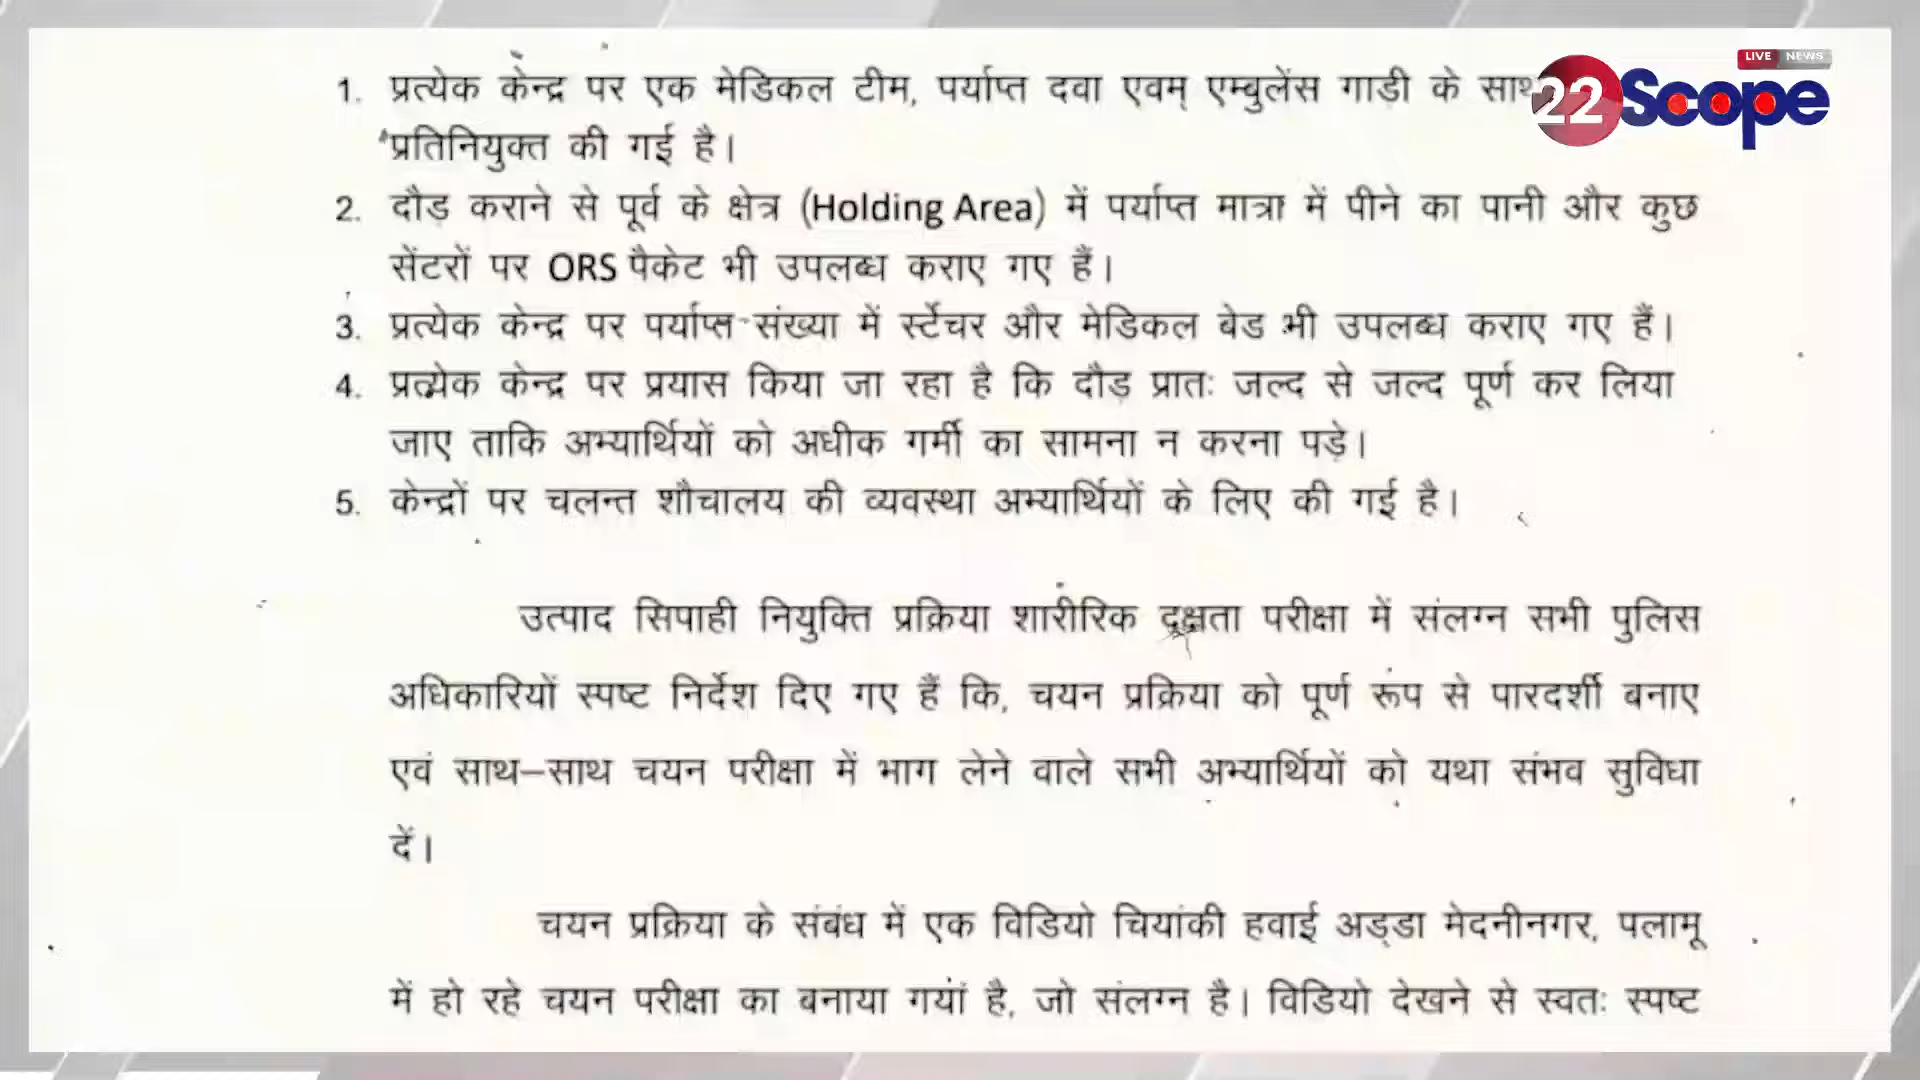 LIVE NEWS
22Scope
1. प्रत्येक केन्द्र पर एक मेडिकल टीम, पर्याप्त दवा एवम् एम्बुलेंस गाडी के साथ
प्रतिनियुक्त की गई है।
2. दौड़ कराने से पूर्व के क्षेत्र (Holding Area) में पर्याप्त मात्रा में पीने का पानी और कुछ
सेंटरों पर ORS पैकेट भी उपलब्ध कराए गए हैं।
3. प्रत्येक केन्द्र पर पर्याप्त संख्या में र्स्टेचर और मेडिकल बेड भी उपलब्ध कराए गए हैं।
4. प्रत्येक केन्द्र पर प्रयास किया जा रहा है कि दौड़ प्रातः जल्द से जल्द पूर्ण कर लिया
जाए ताकि अभ्यार्थियों को अधीक गर्मी का सामना न करना पड़े।
5. केन्द्रों पर चलन्त शौचालय की व्यवस्था अभ्यार्थियों के लिए की गई है।
उत्पाद सिपाही नियुक्ति प्रक्रिया शारीरिक दक्षता परीक्षा में संलग्न सभी पुलिस
अधिकारियों स्पष्ट निर्देश दिए गए हैं कि, चयन प्रक्रिया को पूर्ण रूप से पारदर्शी बनाए
एवं साथ–साथ चयन परीक्षा में भाग लेने वाले सभी अभ्यार्थियों को यथा संभव सुविधा
दें।
चयन प्रक्रिया के संबंध में एक विडियो चियांकी हवाई अड्डा मेदनीनगर, पलामू
में हो रहे चयन परीक्षा का बनाया गया है, जो संलग्न है। विडियो देखने से स्वतः स्पष्ट